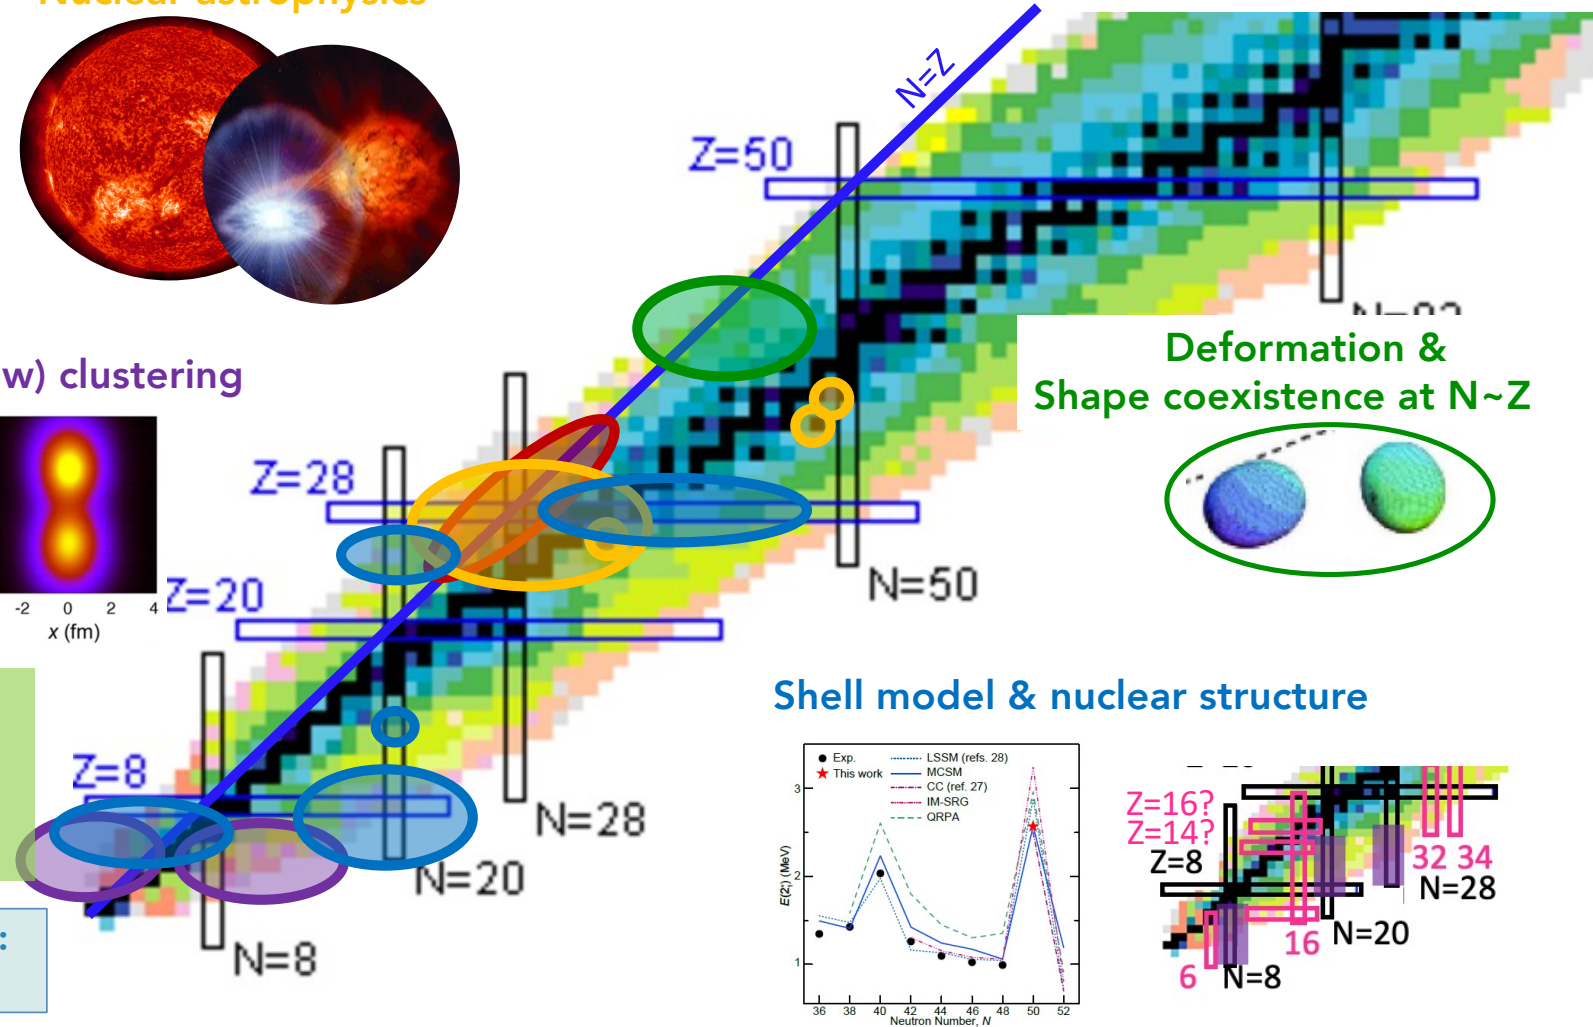 Nuclear astrophysics
N=Z
Z=50
w) clustering
Deformation &
Shape coexistence at N~Z
Z=28
N=50
-2 0 2 4
x (fm)
Z=20
Shell model & nuclear structure
Z=8
N=28
N=20
N=8
:
Exp.
This work
LSSM (refs. 28)
MCSM
CC (ref. 27)
IM-SRG
QRPA
3
2
1
E(2⁺₁) (MeV)
36 38 40 42 44 46 48 50 52
Neutron Number, N
Z=16?
Z=14?
Z=8
32 34
N=28
16
N=20
6
N=8